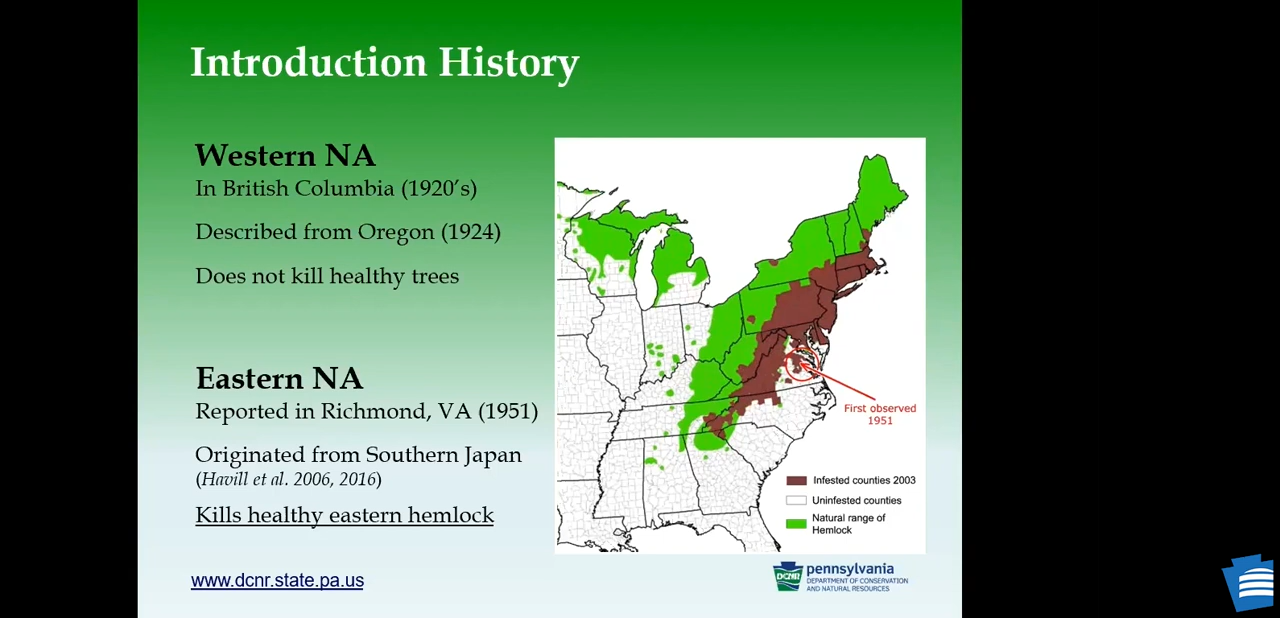 Introduction History
Western NA
In British Columbia (1920's)
Described from Oregon (1924)
Does not kill healthy trees
Eastern NA
Reported in Richmond, VA (1951)
Originated from Southern Japan
(Havill et al. 2006, 2016)
Kills healthy eastern hemlock
www.dcnr.state.pa.us
First observed
1951
Infested counties 2003
Uninfested counties
Natural range of
Hemlock
DCNR
pennsylvania
DEPARTMENT OF CONSERVATION
AND NATURAL RESOURCES